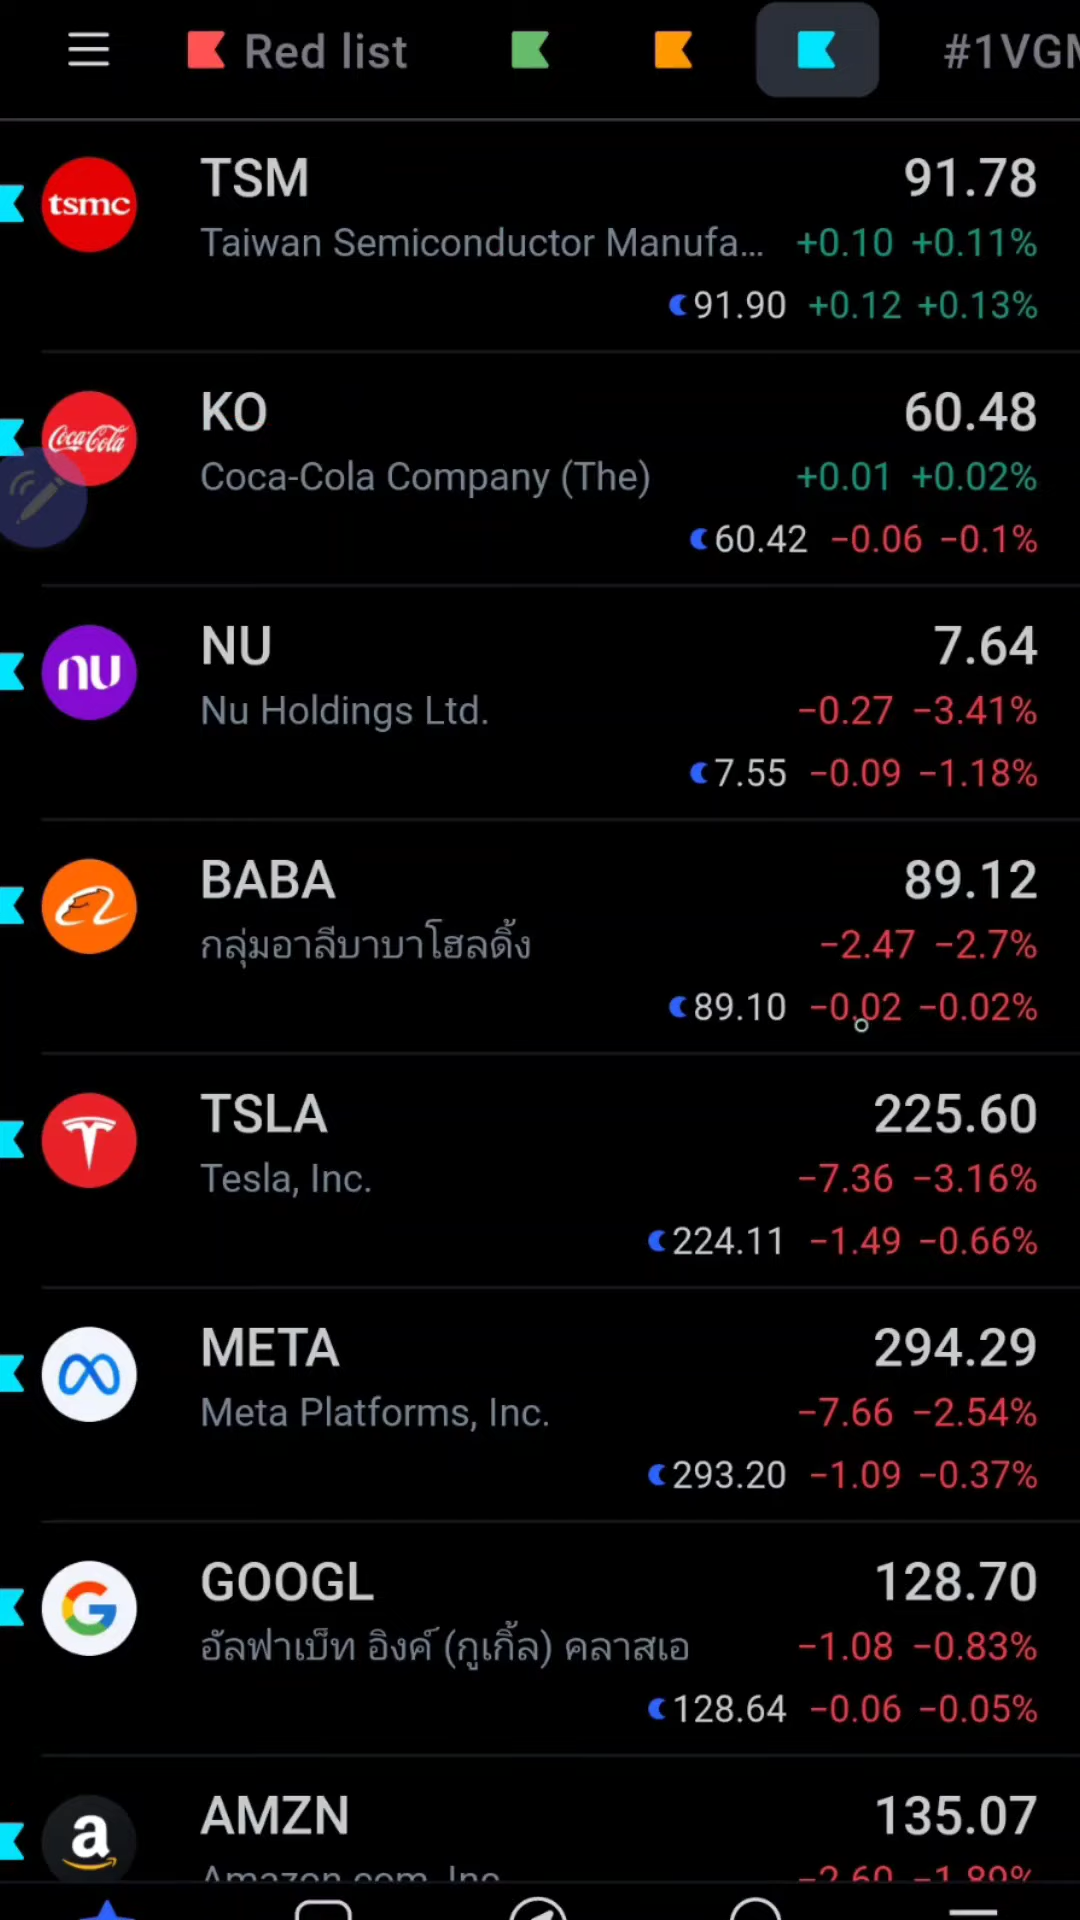 Red list
#1VGM
tsmc
TSM
91.78
Taiwan Semiconductor Manufa...
+0.10 +0.11%
91.90 +0.12 +0.13%
Coca-Cola
KO
60.48
Coca-Cola Company (The)
+0.01 +0.02%
60.42 −0.06 −0.1%
nu
NU
7.64
Nu Holdings Ltd.
−0.27 −3.41%
7.55 −0.09 −1.18%
BABA
89.12
กลุ่มอาลีบาบาโฮลดิ้ง
−2.47 −2.7%
89.10 −0.02 −0.02%
TSLA
225.60
Tesla, Inc.
−7.36 −3.16%
224.11 −1.49 −0.66%
META
294.29
Meta Platforms, Inc.
−7.66 −2.54%
293.20 −1.09 −0.37%
GOOGL
128.70
อัลฟาเบ็ท อิงค์ (กูเกิ้ล) คลาสเอ
−1.08 −0.83%
128.64 −0.06 −0.05%
a
AMZN
135.07
Amazon.com, Inc.
−2.60 −1.89%